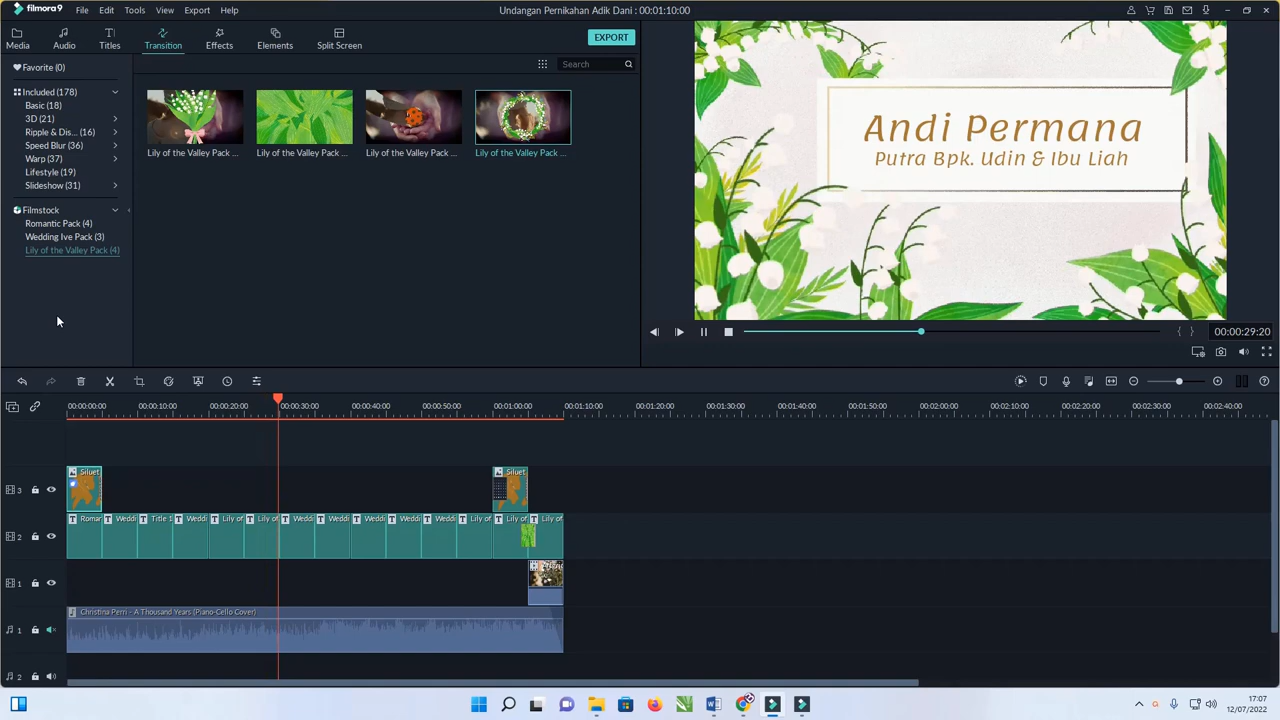 filmora9 File Edit Tools View Export Help Undangan Pernikahan Adik Dani : 00:01:10:00
Media Audio Titles Transition Effects Elements Split Screen EXPORT
Favorite (0)
Search
Included (178)
Basic (18)
3D (21)
Ripple & Dis... (16)
Speed Blur (36)
Warp (37)
Lifestyle (19)
Slideshow (31)
Filmstock
Romantic Pack (4)
Wedding Ive Pack (3)
Lily of the Valley Pack (4)
Lily of the Valley Pack ... Lily of the Valley Pack ... Lily of the Valley Pack ... Lily of the Valley Pack ...
Andi Permana
Putra Bpk. Udin & Ibu Liah
00:00:29:20
00:00:00:00 00:00:10:00 00:00:20:00 00:00:30:00 00:00:40:00 00:00:50:00 00:01:00:00 00:01:10:00 00:01:20:00 00:01:30:00 00:01:40:00 00:01:50:00 00:02:00:00 00:02:10:00 00:02:20:00 00:02:30:00 00:02:40:00
3 Siluet Siluet
2 T Roman T Weddi T Title 1 T Weddi T Lily of T Lily of T Weddi T Weddi T Weddi T Weddi T Weddi T Lily of T Lily of T Lily of
1
1 Christina Perri - A Thousand Years (Piano-Cello Cover)
2
17:07
12/07/2022